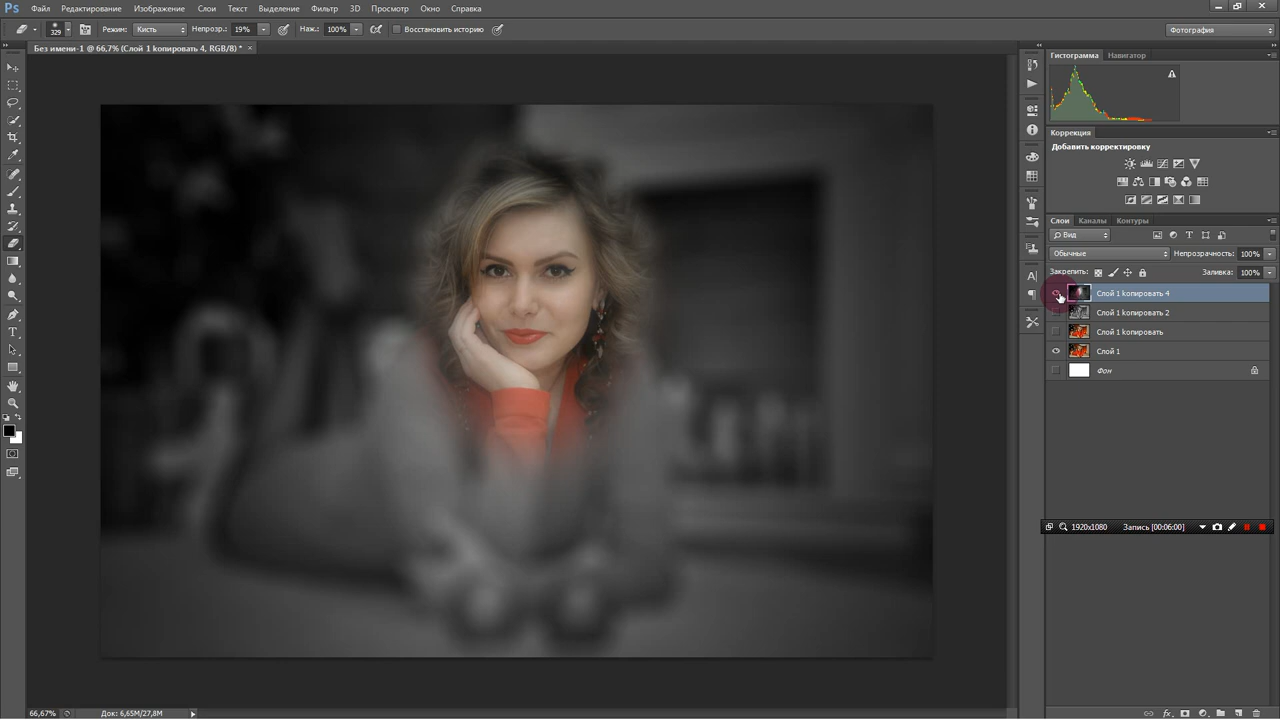 Ps Файл Редактирование Изображение Слои Текст Выделение Фильтр 3D Просмотр Окно Справка
329 Режим: Кисть Непрозр.: 19% Наж.: 100% Восстановить историю Фотография
Без имени-1 @ 66,7% (Слой 1 копировать 4, RGB/8) * ×
Гистограмма Навигатор
Коррекция
Добавить корректировку
Слои Каналы Контуры
Вид
Обычные Непрозрачность: 100%
Закрепить: Заливка: 100%
Слой 1 копировать 4
Слой 1 копировать 2
Слой 1 копировать
Слой 1
Фон
1920x1080 Запись [00:06:00]
66,67% Док: 6,65M/27,8M